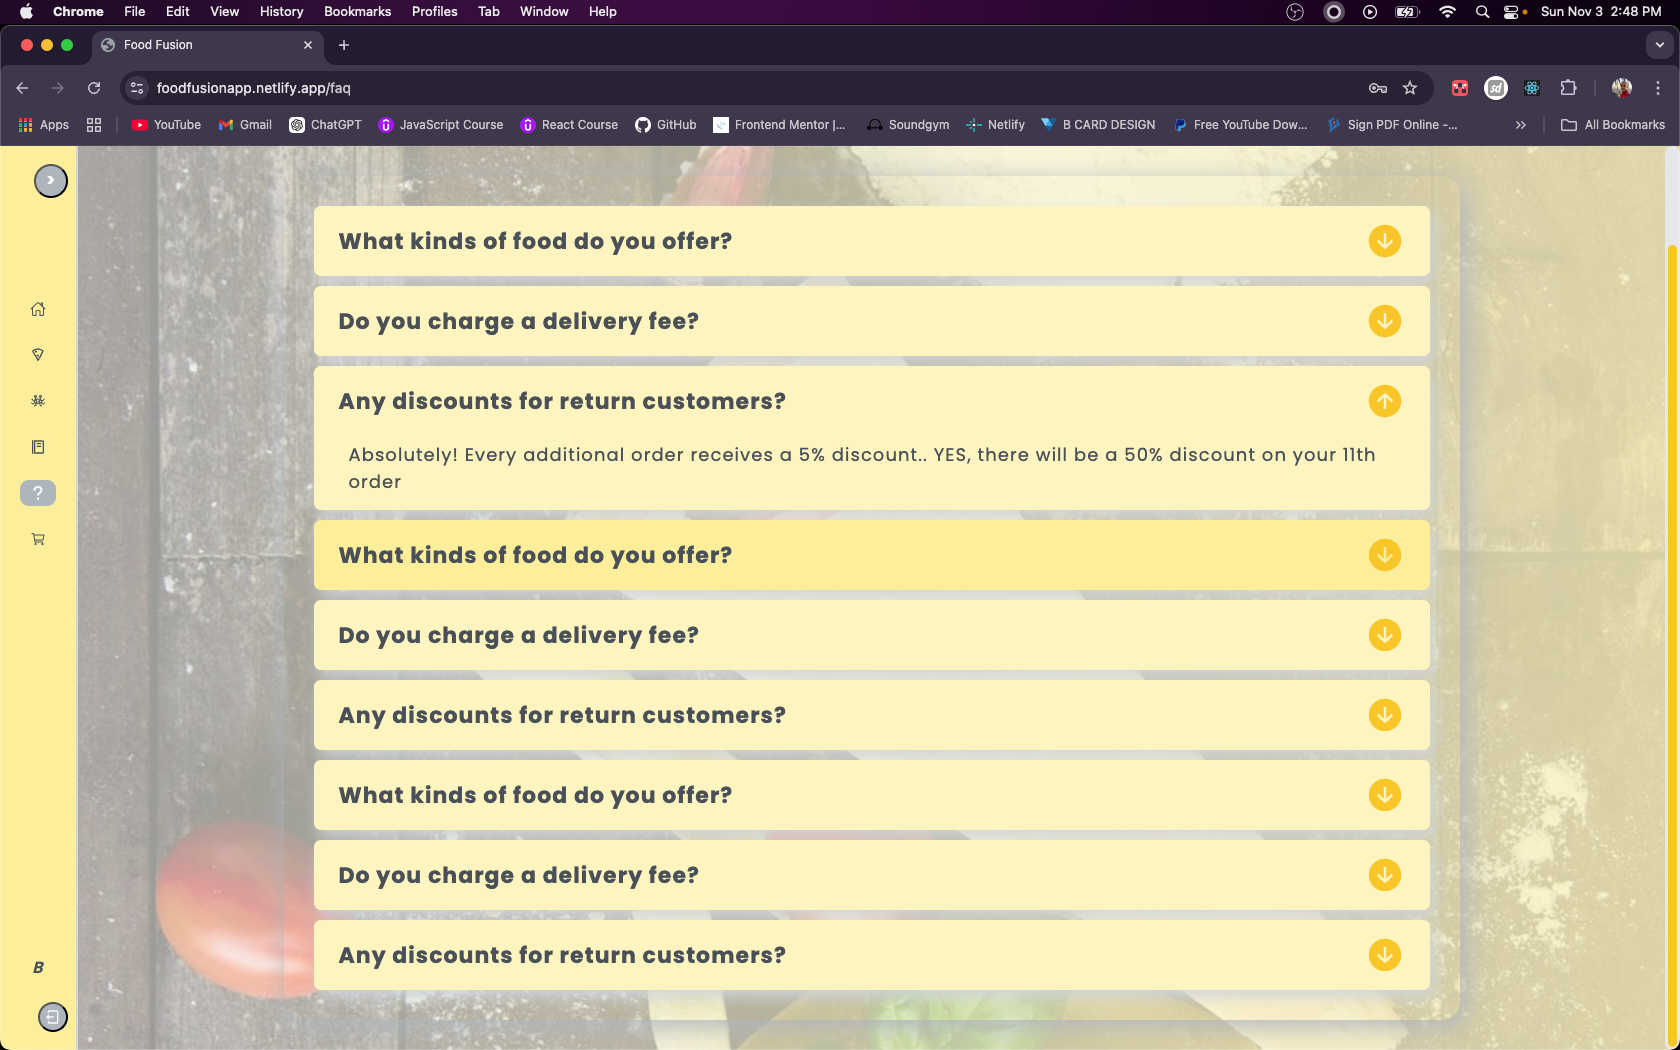 Chrome File Edit View History Bookmarks Profiles Tab Window Help Sun Nov 3 2:48 PM
Food Fusion
foodfusionapp.netlify.app/faq
Apps YouTube Gmail ChatGPT JavaScript Course React Course GitHub Frontend Mentor |... Soundgym Netlify B CARD DESIGN Free YouTube Dow... Sign PDF Online -... All Bookmarks
What kinds of food do you offer?
Do you charge a delivery fee?
Any discounts for return customers?
Absolutely! Every additional order receives a 5% discount.. YES, there will be a 50% discount on your 11th
order
What kinds of food do you offer?
Do you charge a delivery fee?
Any discounts for return customers?
What kinds of food do you offer?
Do you charge a delivery fee?
Any discounts for return customers?
B